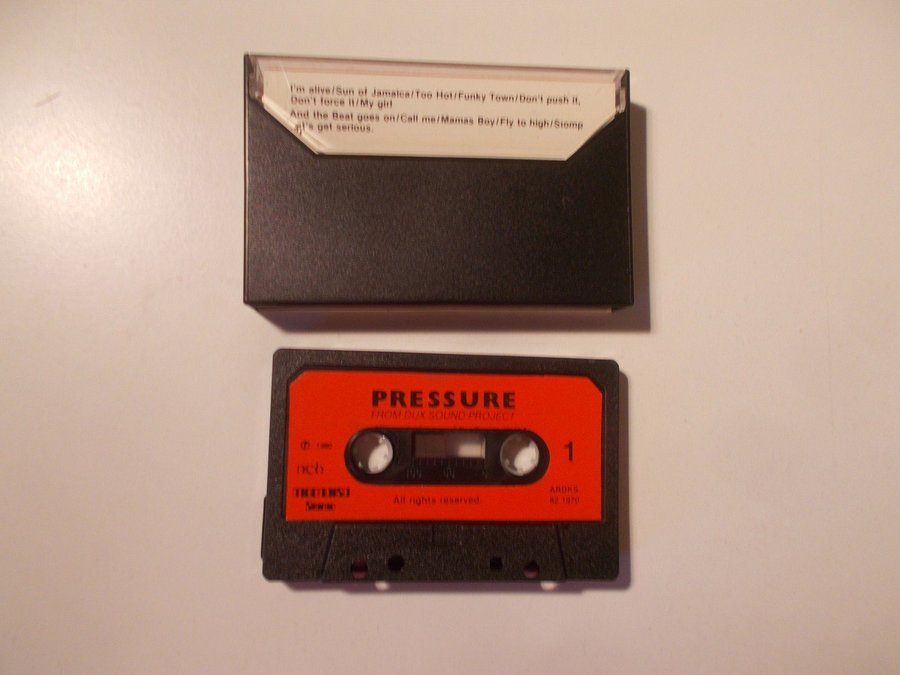 I'm alive/Sun of Jamaica/Too Hot/Funky Town/Don't push it,
Don't force it/My girl
And the Beat goes on/Call me/Mamas Boy/Fly to high/Stomp
Let's get serious.
PRESSURE
FROM DUX SOUND PROJECT
1
ncb
All rights reserved.
ARDKS